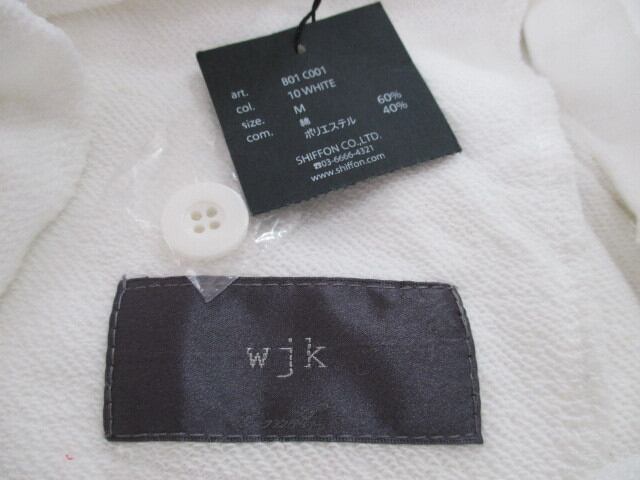 art. B01 C001
col. 10 WHITE
size. M
com. 綿 60%
ポリエステル 40%
SHIFFON CO.,LTD.
☎03-6666-4321
www.shiffon.com
wjk